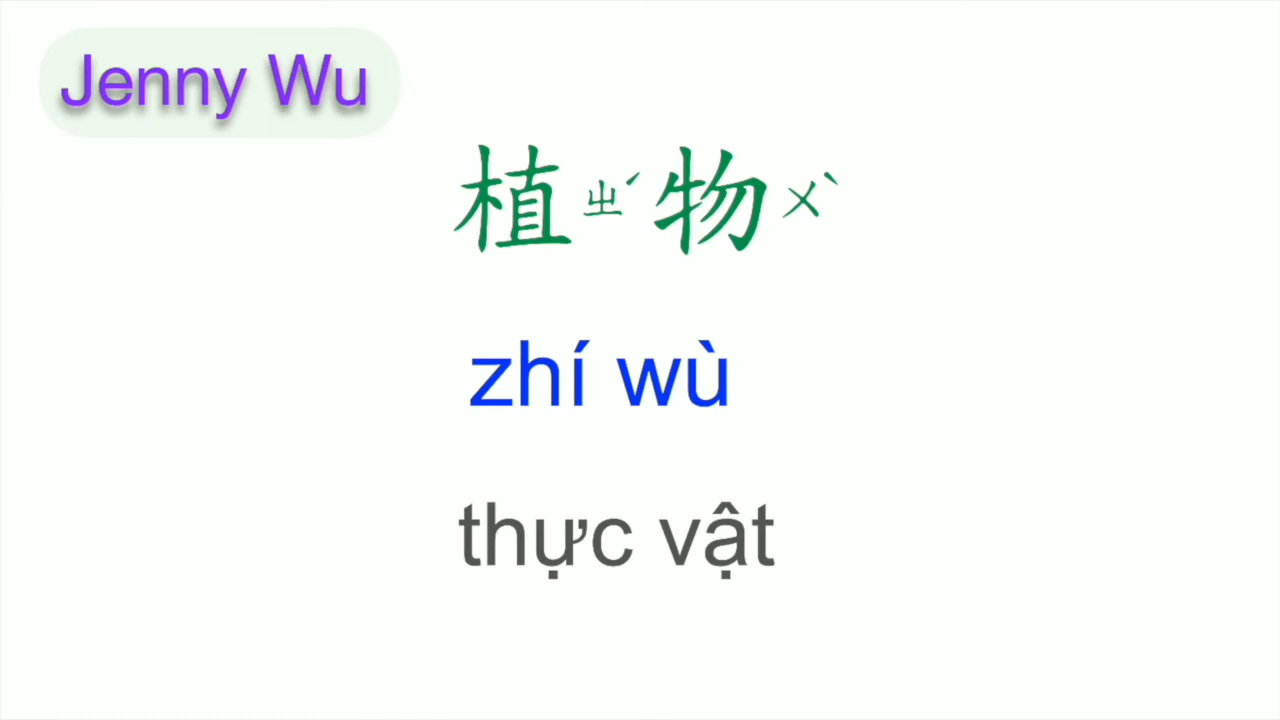 Jenny Wu
植ㄓˊ物ㄨˋ
zhí wù
thực vật